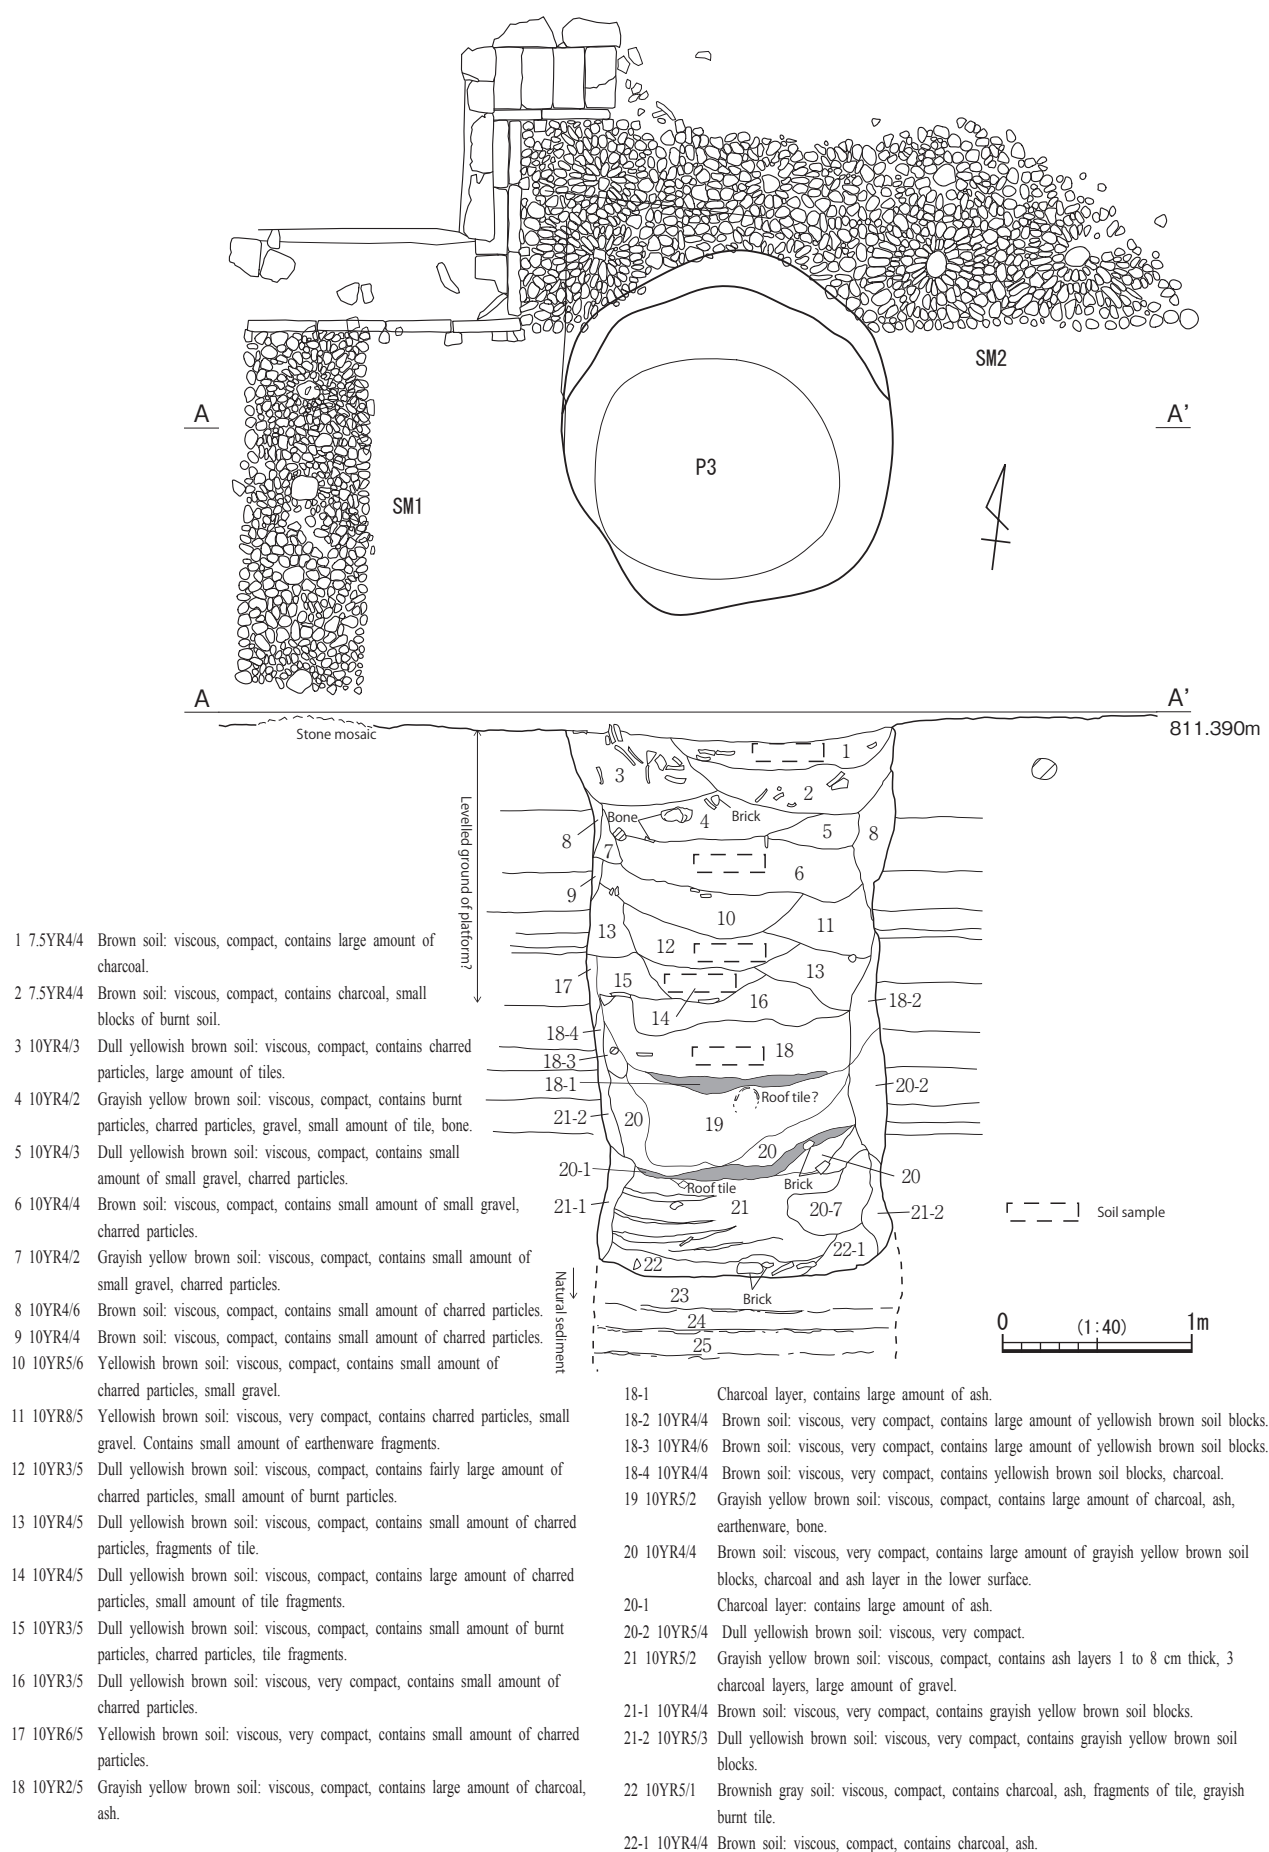 SM2
A
A'
P3
SM1
A
A'
811.390m
Stone mosaic
1
3
2
Levelled ground of platform?
Bone
4
Brick
5
8
8
7
6
9
10
11
13
12
13
17
15
16
18-2
14
18-4
18
18-3
18-1
20-2
Roof tile?
21-2
20
19
20
20-1
Brick
20
Roof tile
21-1
21
20-7
21-2
Soil sample
22-1
22
Natural sediment
23
Brick
24
25
0
(1:40)
1m
1 7.5YR4/4 Brown soil: viscous, compact, contains large amount of
charcoal.
2 7.5YR4/4 Brown soil: viscous, compact, contains charcoal, small
blocks of burnt soil.
3 10YR4/3 Dull yellowish brown soil: viscous, compact, contains charred
particles, large amount of tiles.
4 10YR4/2 Grayish yellow brown soil: viscous, compact, contains burnt
particles, charred particles, gravel, small amount of tile, bone.
5 10YR4/3 Dull yellowish brown soil: viscous, compact, contains small
amount of small gravel, charred particles.
6 10YR4/4 Brown soil: viscous, compact, contains small amount of small gravel,
charred particles.
7 10YR4/2 Grayish yellow brown soil: viscous, compact, contains small amount of
small gravel, charred particles.
8 10YR4/6 Brown soil: viscous, compact, contains small amount of charred particles.
9 10YR4/4 Brown soil: viscous, compact, contains small amount of charred particles.
10 10YR5/6 Yellowish brown soil: viscous, compact, contains small amount of
charred particles, small gravel.
11 10YR8/5 Yellowish brown soil: viscous, very compact, contains charred particles, small
gravel. Contains small amount of earthenware fragments.
12 10YR3/5 Dull yellowish brown soil: viscous, compact, contains fairly large amount of
charred particles, small amount of burnt particles.
13 10YR4/5 Dull yellowish brown soil: viscous, compact, contains small amount of charred
particles, fragments of tile.
14 10YR4/5 Dull yellowish brown soil: viscous, compact, contains large amount of charred
particles, small amount of tile fragments.
15 10YR3/5 Dull yellowish brown soil: viscous, compact, contains small amount of burnt
particles, charred particles, tile fragments.
16 10YR3/5 Dull yellowish brown soil: viscous, very compact, contains small amount of
charred particles.
17 10YR6/5 Yellowish brown soil: viscous, very compact, contains small amount of charred
particles.
18 10YR2/5 Grayish yellow brown soil: viscous, compact, contains large amount of charcoal,
ash.
18-1 Charcoal layer, contains large amount of ash.
18-2 10YR4/4 Brown soil: viscous, very compact, contains large amount of yellowish brown soil blocks.
18-3 10YR4/6 Brown soil: viscous, very compact, contains large amount of yellowish brown soil blocks.
18-4 10YR4/4 Brown soil: viscous, very compact, contains yellowish brown soil blocks, charcoal.
19 10YR5/2 Grayish yellow brown soil: viscous, compact, contains large amount of charcoal, ash,
earthenware, bone.
20 10YR4/4 Brown soil: viscous, very compact, contains large amount of grayish yellow brown soil
blocks, charcoal and ash layer in the lower surface.
20-1 Charcoal layer: contains large amount of ash.
20-2 10YR5/4 Dull yellowish brown soil: viscous, very compact.
21 10YR5/2 Grayish yellow brown soil: viscous, compact, contains ash layers 1 to 8 cm thick, 3
charcoal layers, large amount of gravel.
21-1 10YR4/4 Brown soil: viscous, very compact, contains grayish yellow brown soil blocks.
21-2 10YR5/3 Dull yellowish brown soil: viscous, very compact, contains grayish yellow brown soil
blocks.
22 10YR5/1 Brownish gray soil: viscous, compact, contains charcoal, ash, fragments of tile, grayish
burnt tile.
22-1 10YR4/4 Brown soil: viscous, compact, contains charcoal, ash.